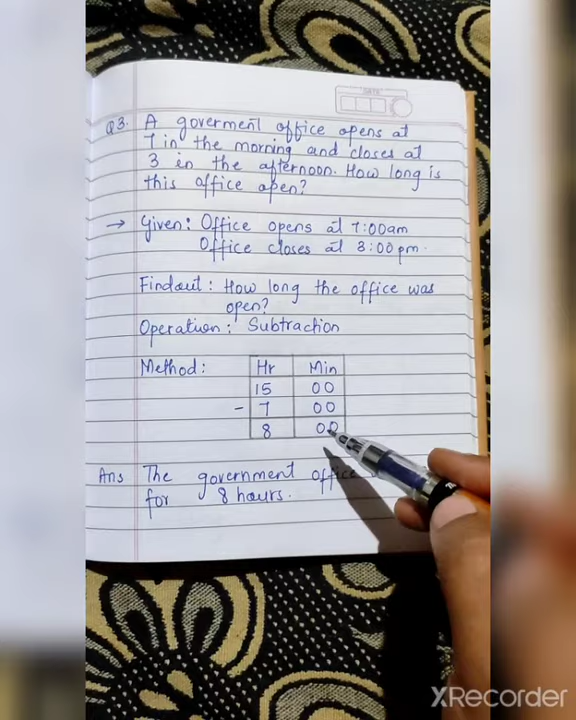 DATE
Q3. A goverment office opens at
7 in the morning and closes at
3 in the afternoon. How long is
this office open?
→ Given: Office opens at 7:00am
Office closes at 3:00pm.
Findout: How long the office was
open?
Operation: Subtraction
Method: Hr Min
15 00
- 7 00
8 00
Ans The government office
for 8 hours.
XRecorder